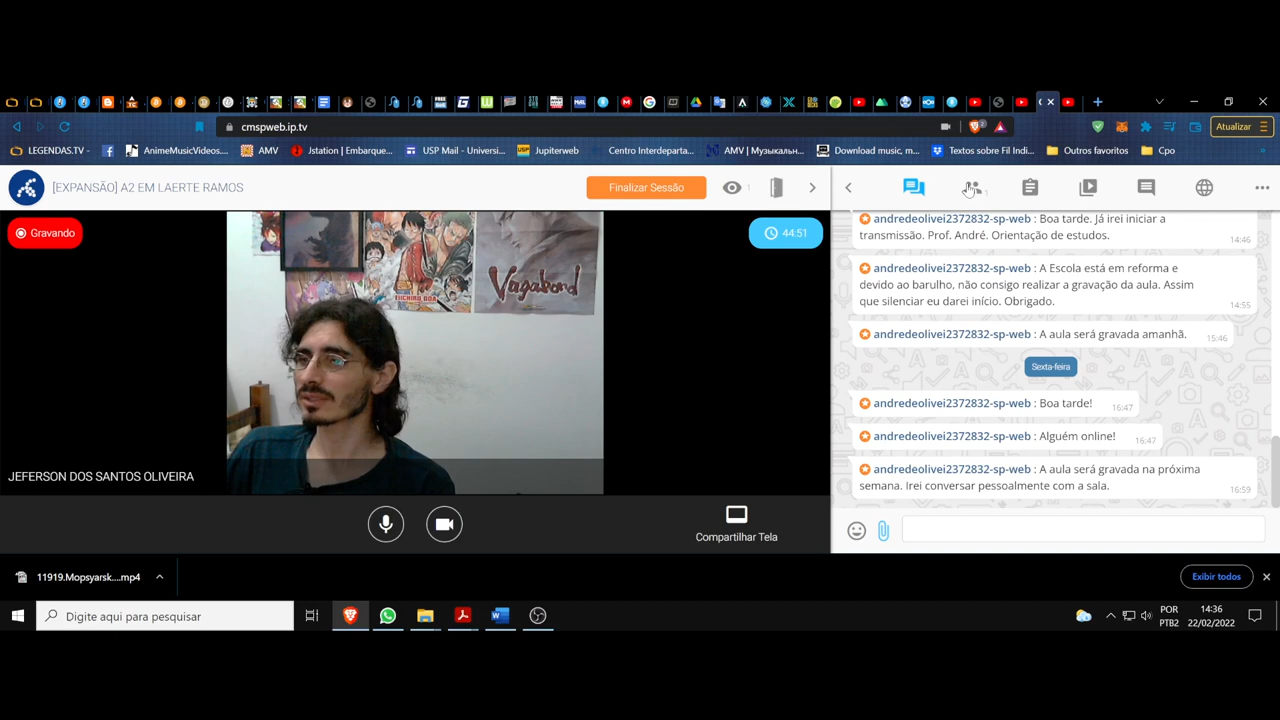 cmspweb.ip.tv
2
Atualizar
LEGENDAS.TV -
AnimeMusicVideos...
AMV
Jstation | Embarque...
USP Mail - Universi...
Jupiterweb
Centro Interdeparta...
AMV | Музыкальн...
Download music, m...
Textos sobre Fil Indi...
Outros favoritos
Cpo
[EXPANSÃO] A2 EM LAERTE RAMOS
Finalizar Sessão
1
1
Gravando
44:51
EIICHIRO ODA
Vagabond
JEFERSON DOS SANTOS OLIVEIRA
Compartilhar Tela
andredeolivei2372832-sp-web : Boa tarde. Já irei iniciar a
transmissão. Prof. André. Orientação de estudos.
14:46
andredeolivei2372832-sp-web : A Escola está em reforma e
devido ao barulho, não consigo realizar a gravação da aula. Assim
que silenciar eu darei início. Obrigado.
14:55
andredeolivei2372832-sp-web : A aula será gravada amanhã.
15:46
Sexta-feira
andredeolivei2372832-sp-web : Boa tarde!
16:47
andredeolivei2372832-sp-web : Alguém online!
16:47
andredeolivei2372832-sp-web : A aula será gravada na próxima
semana. Irei conversar pessoalmente com a sala.
16:59
11919.Mopsyarsk....mp4
Exibir todos
Digite aqui para pesquisar
POR
PTB2
14:36
22/02/2022